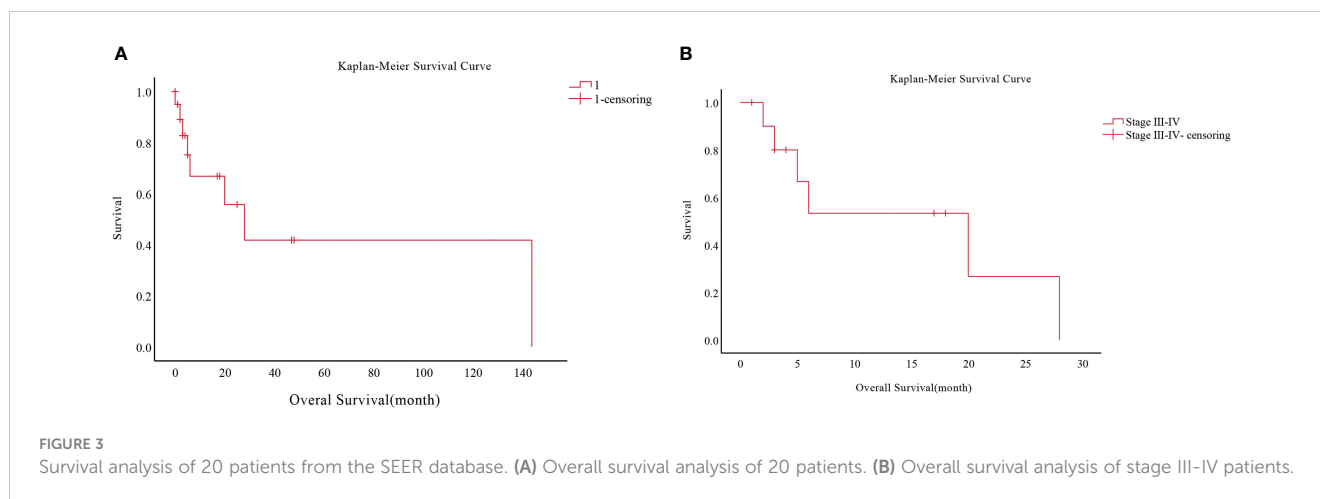 A
Kaplan-Meier Survival Curve
1
1-censoring
1.0
0.8
0.6
0.4
0.2
0.0
Survival
0 20 40 60 80 100 120 140
Overal Survival(month)
B
Kaplan-Meier Survival Curve
Stage III-IV
Stage III-IV- censoring
1.0
0.8
0.6
0.4
0.2
0.0
Survival
0 5 10 15 20 25 30
Overall Survival(month)
FIGURE 3
Survival analysis of 20 patients from the SEER database. (A) Overall survival analysis of 20 patients. (B) Overall survival analysis of stage III-IV patients.